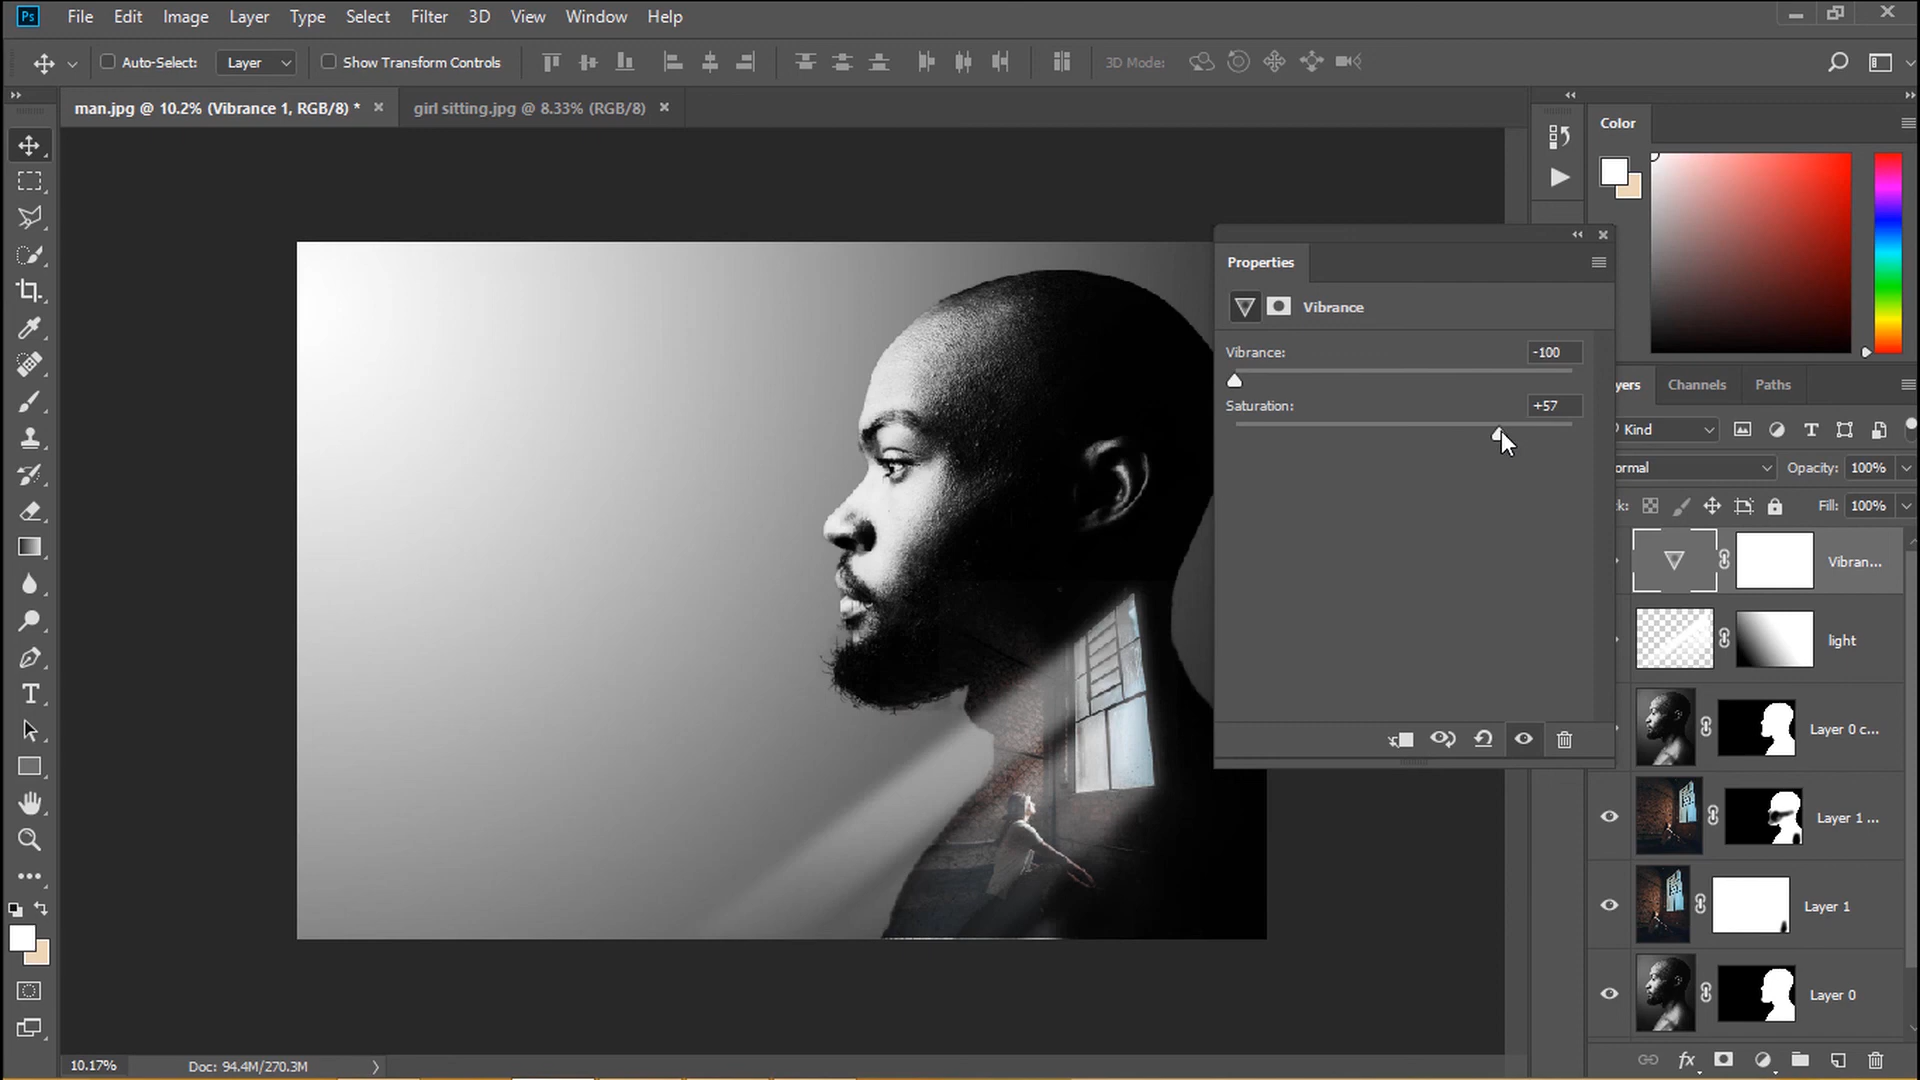 Ps File Edit Image Layer Type Select Filter 3D View Window Help
Auto-Select: Layer Show Transform Controls 3D Mode:
man.jpg @ 10.2% (Vibrance 1, RGB/8) * girl sitting.jpg @ 8.33% (RGB/8)
Color
Properties
Vibrance
Vibrance: -100
Saturation: +57
yers Channels Paths
Kind
ormal Opacity: 100%
k: Fill: 100%
Vibran...
light
Layer 0 c...
Layer 1 ...
Layer 1
Layer 0
fx
10.17% Doc: 94.4M/270.3M